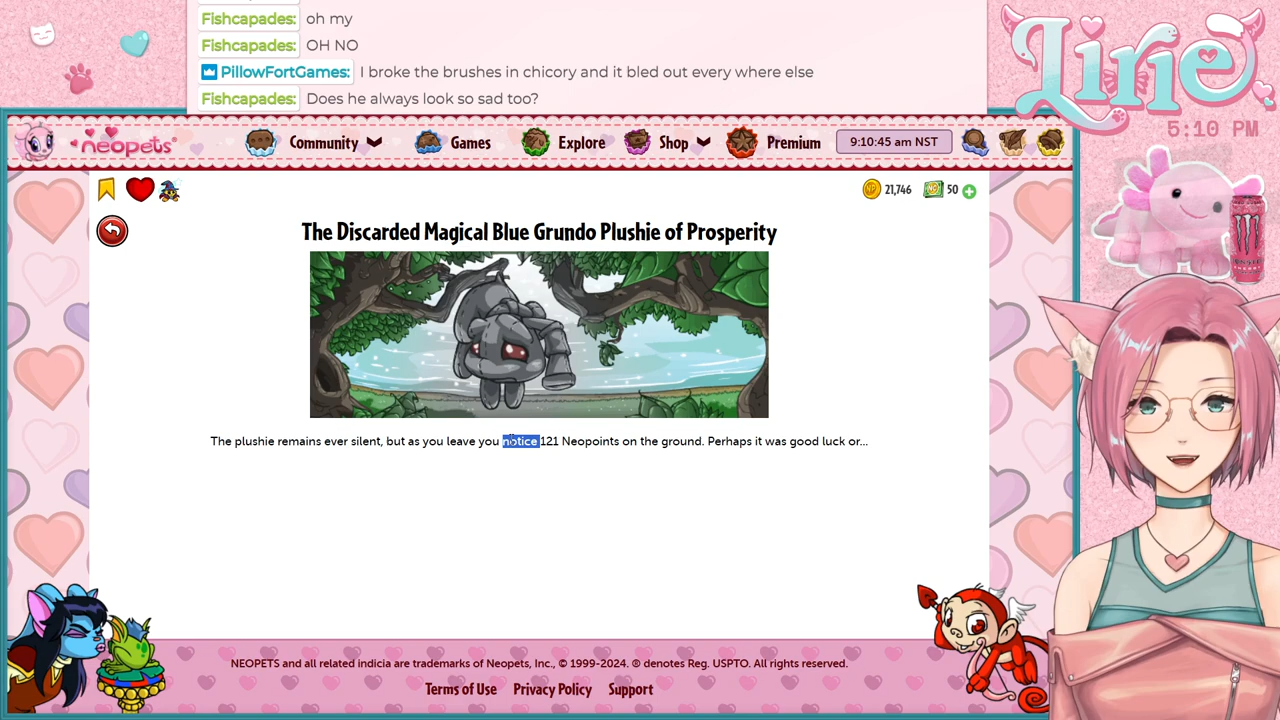 Fishcapades: oh my
Fishcapades: OH NO
PillowFortGames: I broke the brushes in chicory and it bled out every where else
Fishcapades: Does he always look so sad too?
Lirie
5:10 PM
neopets
Community
Games
Explore
Shop
Premium
9:10:45 am NST
NP 21,746
50
The Discarded Magical Blue Grundo Plushie of Prosperity
The plushie remains ever silent, but as you leave you notice 121 Neopoints on the ground. Perhaps it was good luck or...
NEOPETS and all related indicia are trademarks of Neopets, Inc., © 1999-2024. ® denotes Reg. USPTO. All rights reserved.
Terms of Use Privacy Policy Support